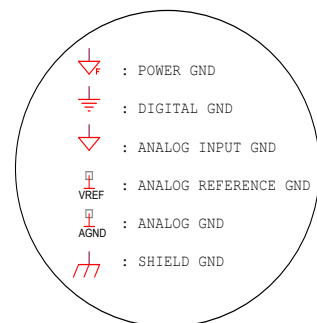 F : POWER GND
: DIGITAL GND
: ANALOG INPUT GND
VREF : ANALOG REFERENCE GND
AGND : ANALOG GND
: SHIELD GND